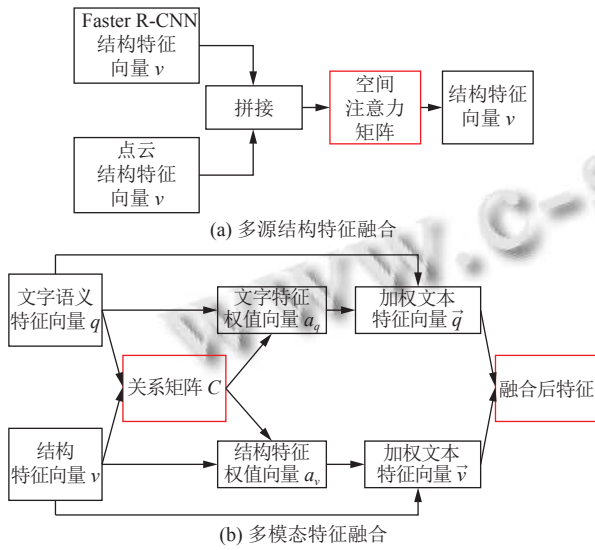 Faster R-CNN
结构特征
向量 v
拼接
空间
注意力
矩阵
结构特征
向量 v
点云
结构特征
向量 v
(a) 多源结构特征融合
文字语义
特征向量 q
文字特征
权值向量 a_q
加权文本
特征向量 q⃗
关系矩阵 C
融合后特征
结构
特征向量 v
结构特征
权值向量 a_v
加权文本
特征向量 v⃗
(b) 多模态特征融合
www.c-s